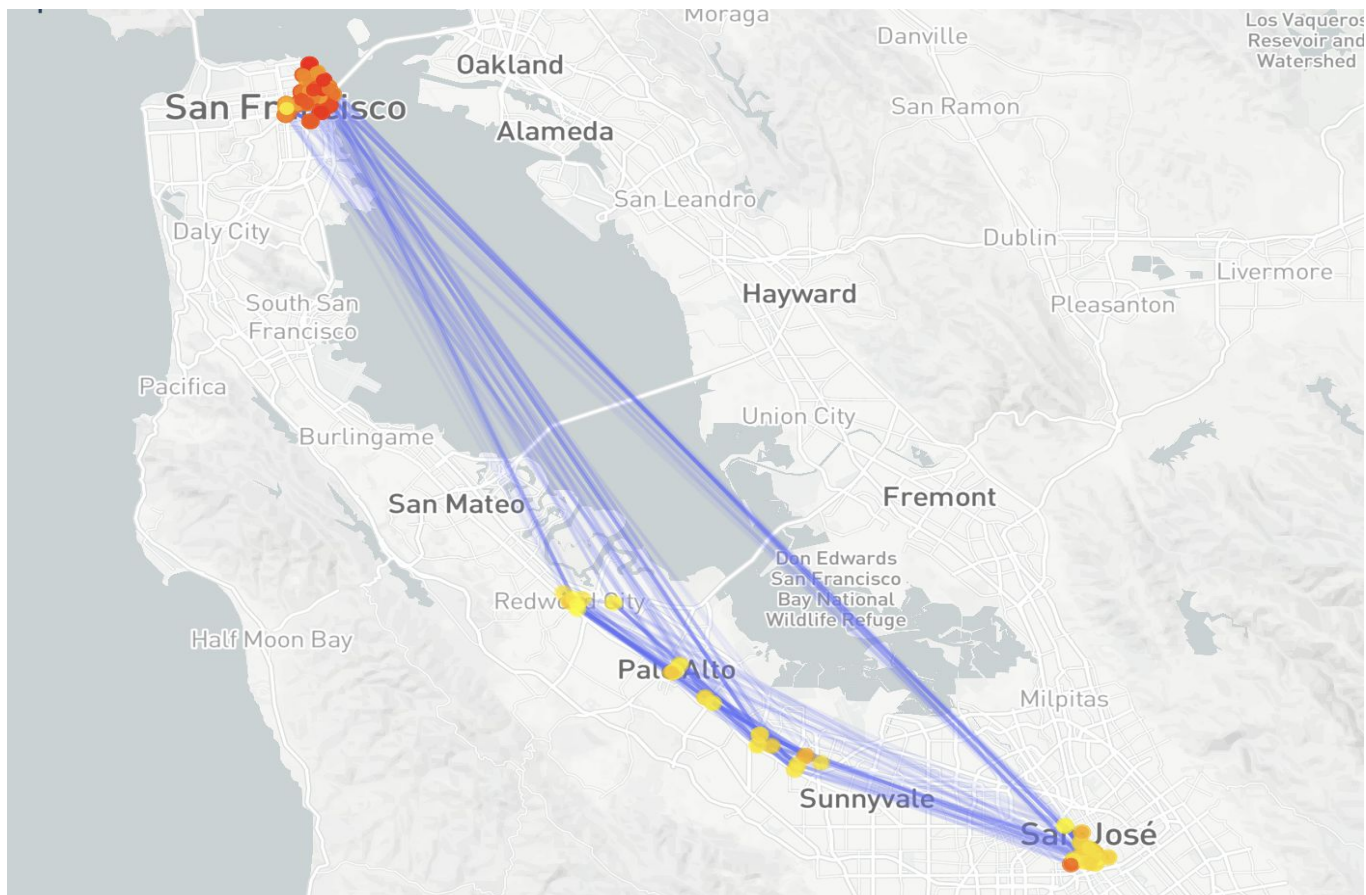 Moraga
Los Vaqueros
Resevoir and
Watershed
Danville
Oakland
San Francisco
San Ramon
Alameda
San Leandro
Daly City
Dublin
Livermore
Hayward
South San
Francisco
Pleasanton
Pacifica
Union City
Burlingame
San Mateo
Fremont
Don Edwards
San Francisco
Bay National
Wildlife Refuge
Redwood City
Half Moon Bay
Palo Alto
Milpitas
Sunnyvale
San José